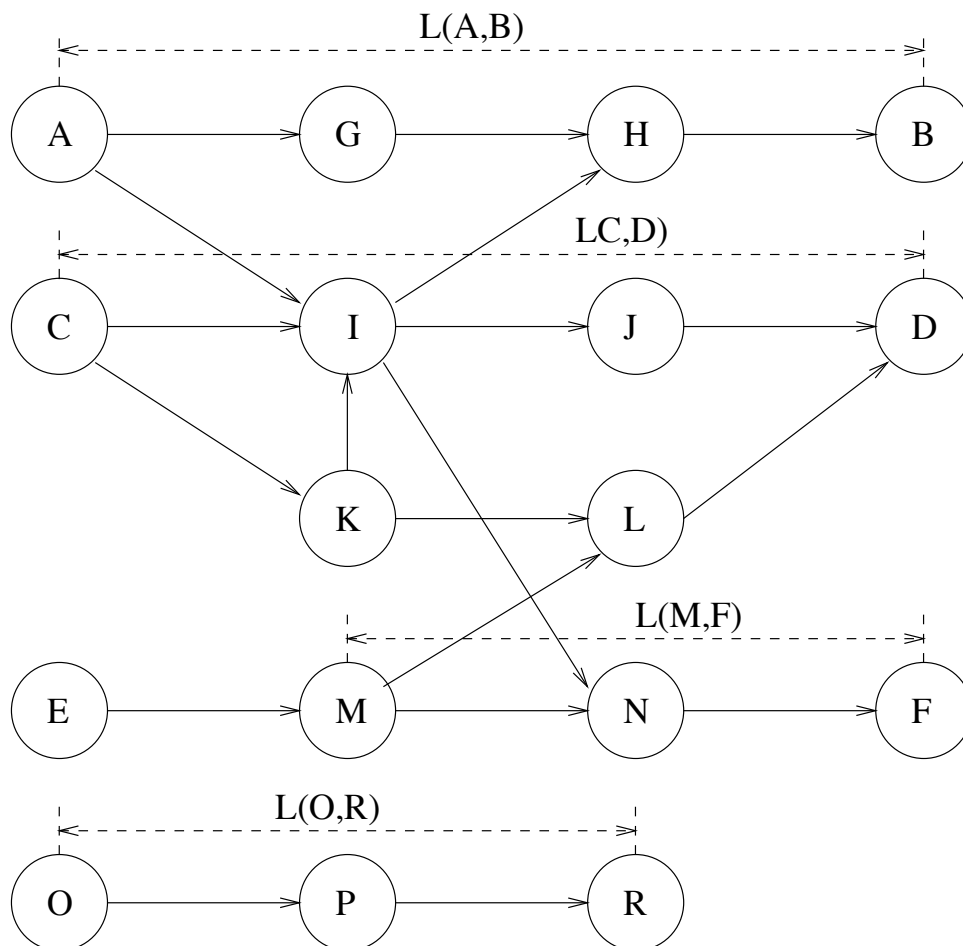 L(A,B)
A G H B
LC,D)
C I J D
K L
L(M,F)
E M N F
L(O,R)
O P R